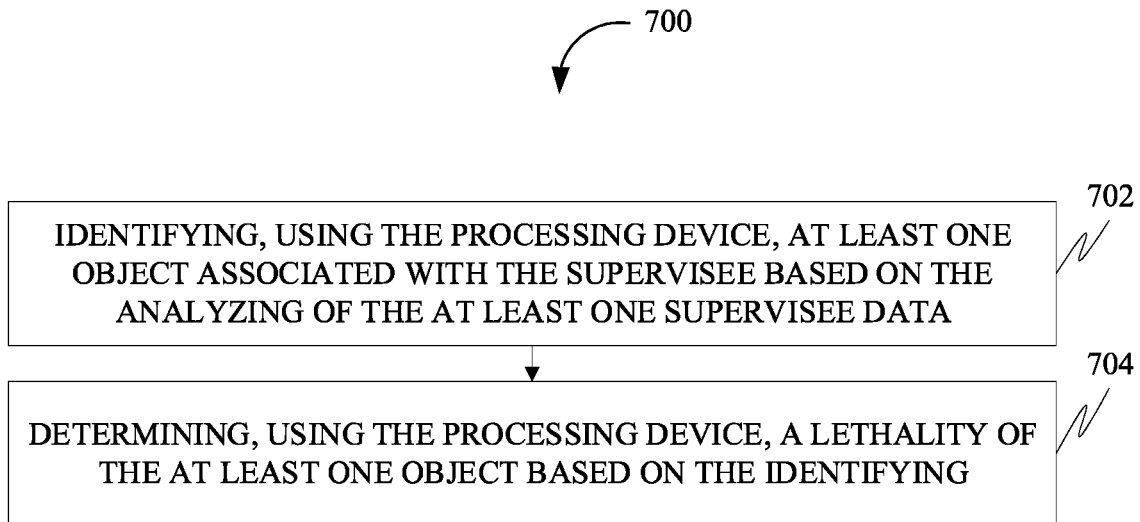 700
702
IDENTIFYING, USING THE PROCESSING DEVICE, AT LEAST ONE
OBJECT ASSOCIATED WITH THE SUPERVISEE BASED ON THE
ANALYZING OF THE AT LEAST ONE SUPERVISEE DATA
704
DETERMINING, USING THE PROCESSING DEVICE, A LETHALITY OF
THE AT LEAST ONE OBJECT BASED ON THE IDENTIFYING